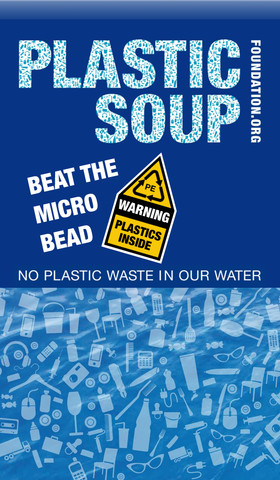 PLASTIC
SOUP
FOUNDATION.ORG
BEAT THE
MICRO
BEAD
PE
WARNING
PLASTICS
INSIDE
NO PLASTIC WASTE IN OUR WATER